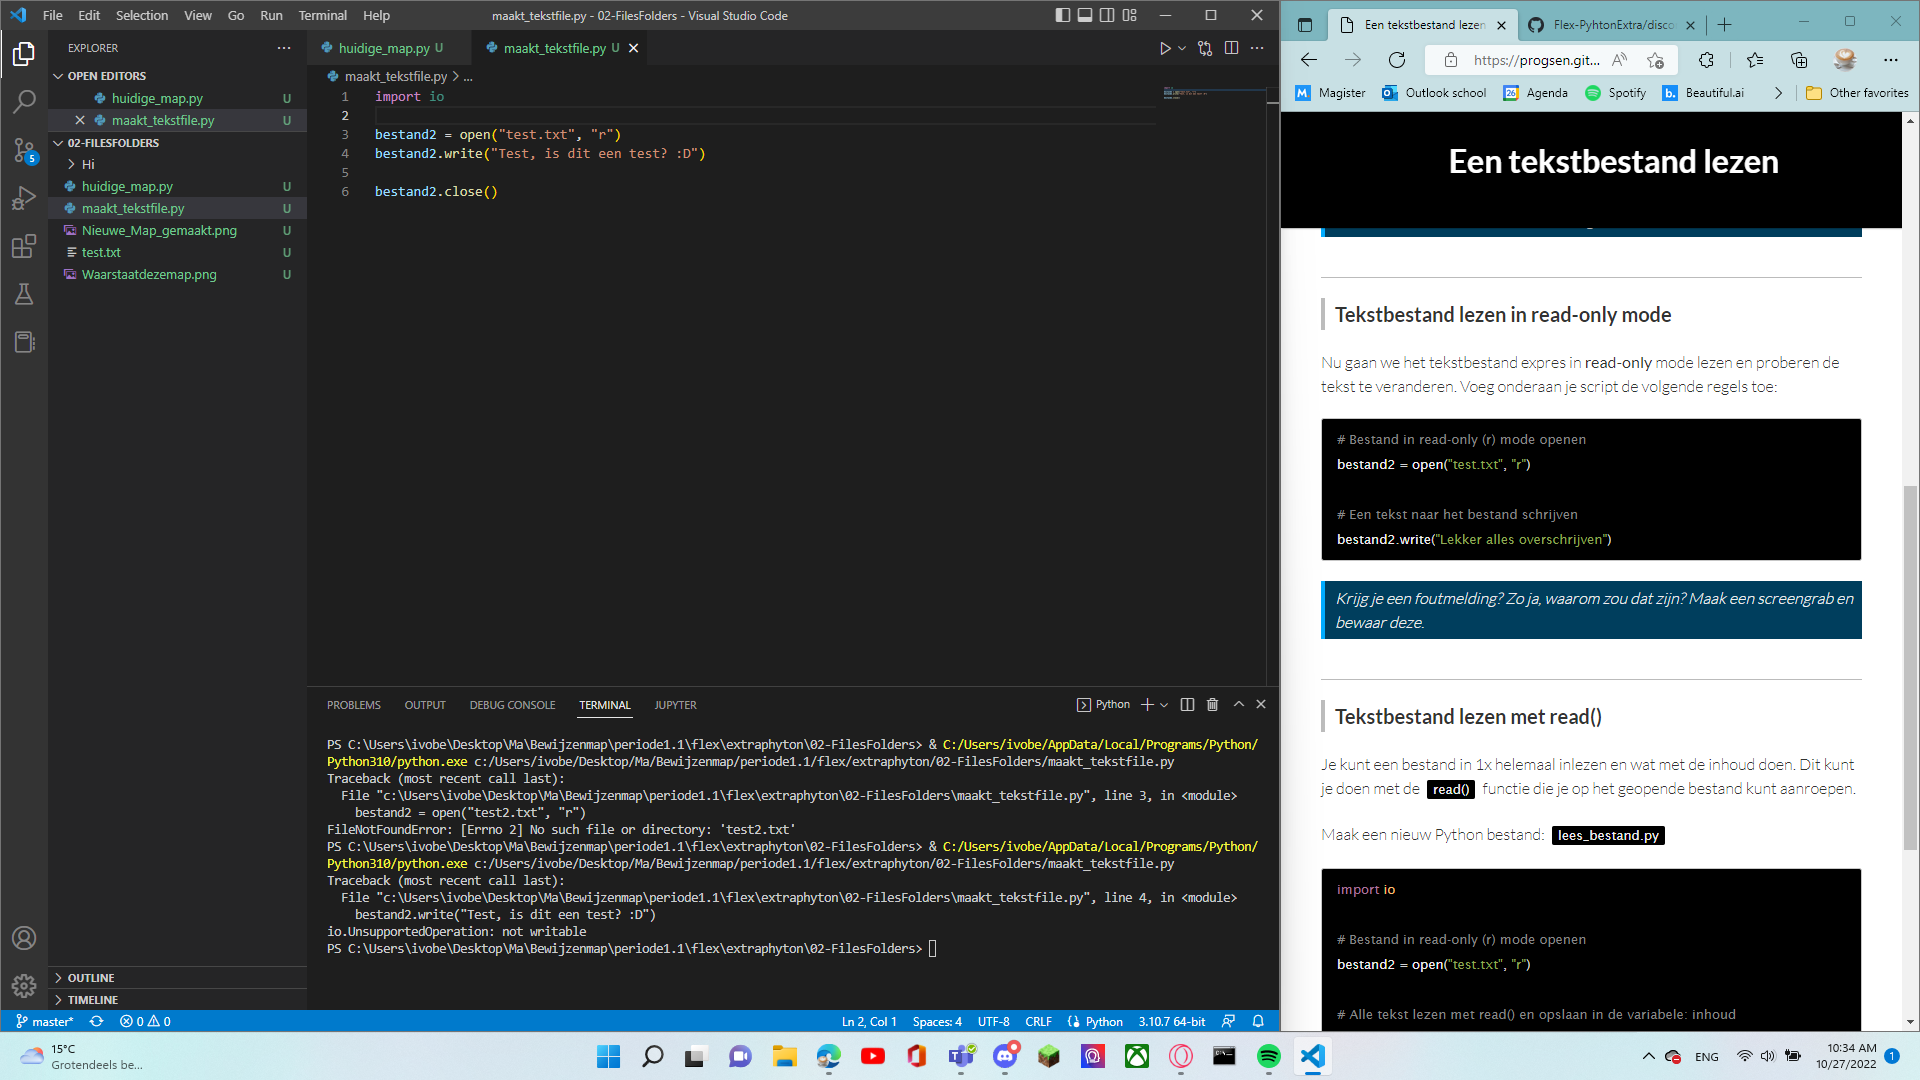 File Edit Selection View Go Run Terminal Help
maakt_tekstfile.py - 02-FilesFolders - Visual Studio Code
EXPLORER
OPEN EDITORS
huidige_map.py U
maakt_tekstfile.py U
02-FILESFOLDERS
Hi
huidige_map.py U
maakt_tekstfile.py U
Nieuwe_Map_gemaakt.png U
test.txt U
Waarstaatdezemap.png U
OUTLINE
TIMELINE
5
huidige_map.py U maakt_tekstfile.py U
maakt_tekstfile.py > ...
1 import io
2
3 bestand2 = open("test.txt", "r")
4 bestand2.write("Test, is dit een test? :D")
5
6 bestand2.close()
PROBLEMS OUTPUT DEBUG CONSOLE TERMINAL JUPYTER
Python
PS C:\Users\ivobe\Desktop\Ma\Bewijzenmap\periode1.1\flex\extraphyton\02-FilesFolders> & C:/Users/ivobe/AppData/Local/Programs/Python/
Python310/python.exe c:/Users/ivobe/Desktop/Ma/Bewijzenmap/periode1.1/flex/extraphyton/02-FilesFolders/maakt_tekstfile.py
Traceback (most recent call last):
File "c:\Users\ivobe\Desktop\Ma\Bewijzenmap\periode1.1\flex\extraphyton\02-FilesFolders\maakt_tekstfile.py", line 3, in <module>
bestand2 = open("test2.txt", "r")
FileNotFoundError: [Errno 2] No such file or directory: 'test2.txt'
PS C:\Users\ivobe\Desktop\Ma\Bewijzenmap\periode1.1\flex\extraphyton\02-FilesFolders> & C:/Users/ivobe/AppData/Local/Programs/Python/
Python310/python.exe c:/Users/ivobe/Desktop/Ma/Bewijzenmap/periode1.1/flex/extraphyton/02-FilesFolders/maakt_tekstfile.py
Traceback (most recent call last):
File "c:\Users\ivobe\Desktop\Ma\Bewijzenmap\periode1.1\flex\extraphyton\02-FilesFolders\maakt_tekstfile.py", line 4, in <module>
bestand2.write("Test, is dit een test? :D")
io.UnsupportedOperation: not writable
PS C:\Users\ivobe\Desktop\Ma\Bewijzenmap\periode1.1\flex\extraphyton\02-FilesFolders>
master* 0 0 Ln 2, Col 1 Spaces: 4 UTF-8 CRLF Python 3.10.7 64-bit
Een tekstbestand lezen
Flex-PyhtonExtra/disco
https://progsen.git...
Magister Outlook school Agenda Spotify Beautiful.ai Other favorites
Een tekstbestand lezen
Tekstbestand lezen in read-only mode
Nu gaan we het tekstbestand expres in read-only mode lezen en proberen de
tekst te veranderen. Voeg onderaan je script de volgende regels toe:
# Bestand in read-only (r) mode openen
bestand2 = open("test.txt", "r")
# Een tekst naar het bestand schrijven
bestand2.write("Lekker alles overschrijven")
Krijg je een foutmelding? Zo ja, waarom zou dat zijn? Maak een screengrab en
bewaar deze.
Tekstbestand lezen met read()
Je kunt een bestand in 1x helemaal inlezen en wat met de inhoud doen. Dit kunt
je doen met de read() functie die je op het geopende bestand kunt aanroepen.
Maak een nieuw Python bestand: lees_bestand.py
import io
# Bestand in read-only (r) mode openen
bestand2 = open("test.txt", "r")
# Alle tekst lezen met read() en opslaan in de variabele: inhoud
15°C
Grotendeels be...
ENG
10:34 AM
10/27/2022
1